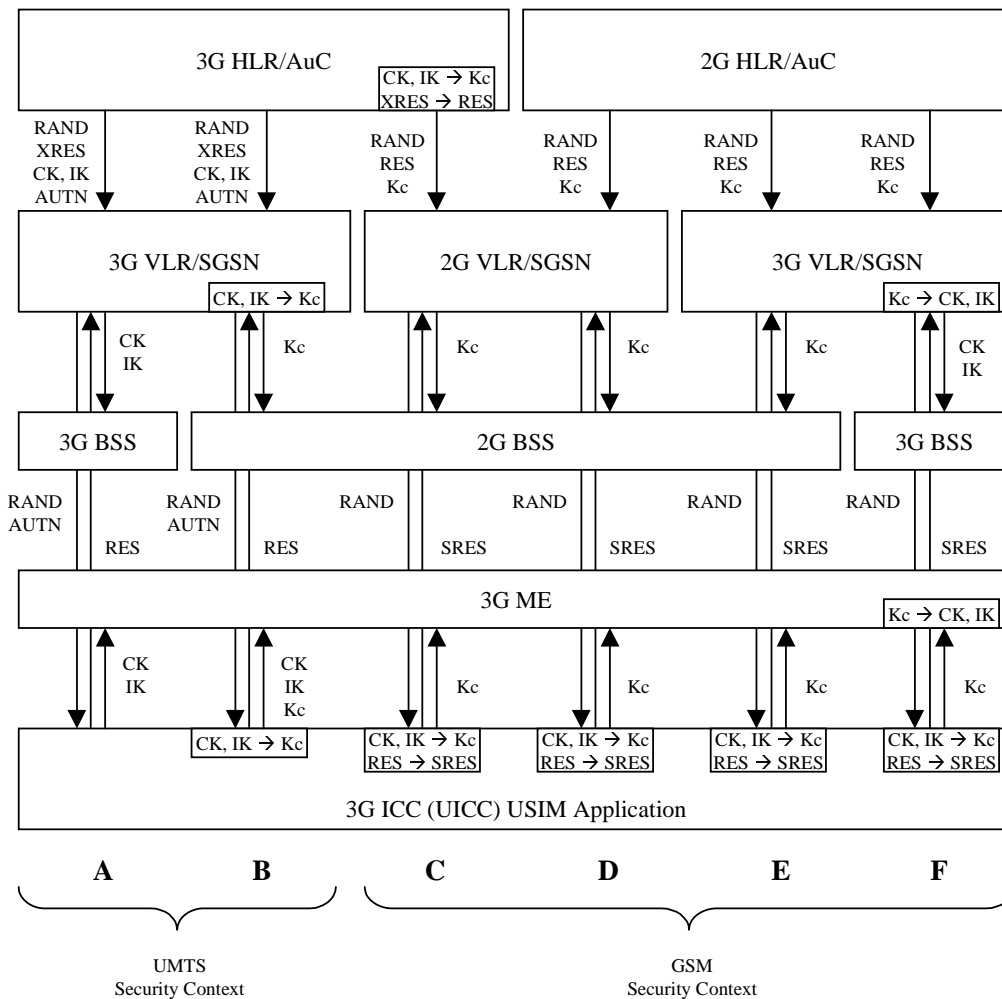 3G HLR/AuC
2G HLR/AuC
CK, IK → Kc
XRES → RES
RAND
XRES
CK, IK
AUTN
RAND
XRES
CK, IK
AUTN
RAND
RES
Kc
RAND
RES
Kc
RAND
RES
Kc
RAND
RES
Kc
3G VLR/SGSN
2G VLR/SGSN
3G VLR/SGSN
CK, IK → Kc
Kc → CK, IK
CK
IK
Kc
Kc
Kc
Kc
CK
IK
3G BSS
2G BSS
3G BSS
RAND
AUTN
RES
RAND
AUTN
RES
RAND
SRES
RAND
SRES
RAND
SRES
RAND
SRES
3G ME
Kc → CK, IK
CK
IK
CK
IK
Kc
Kc
Kc
Kc
Kc
CK, IK → Kc
CK, IK → Kc
RES → SRES
CK, IK → Kc
RES → SRES
CK, IK → Kc
RES → SRES
CK, IK → Kc
RES → SRES
3G ICC (UICC) USIM Application
A B C D E F
UMTS
Security Context
GSM
Security Context